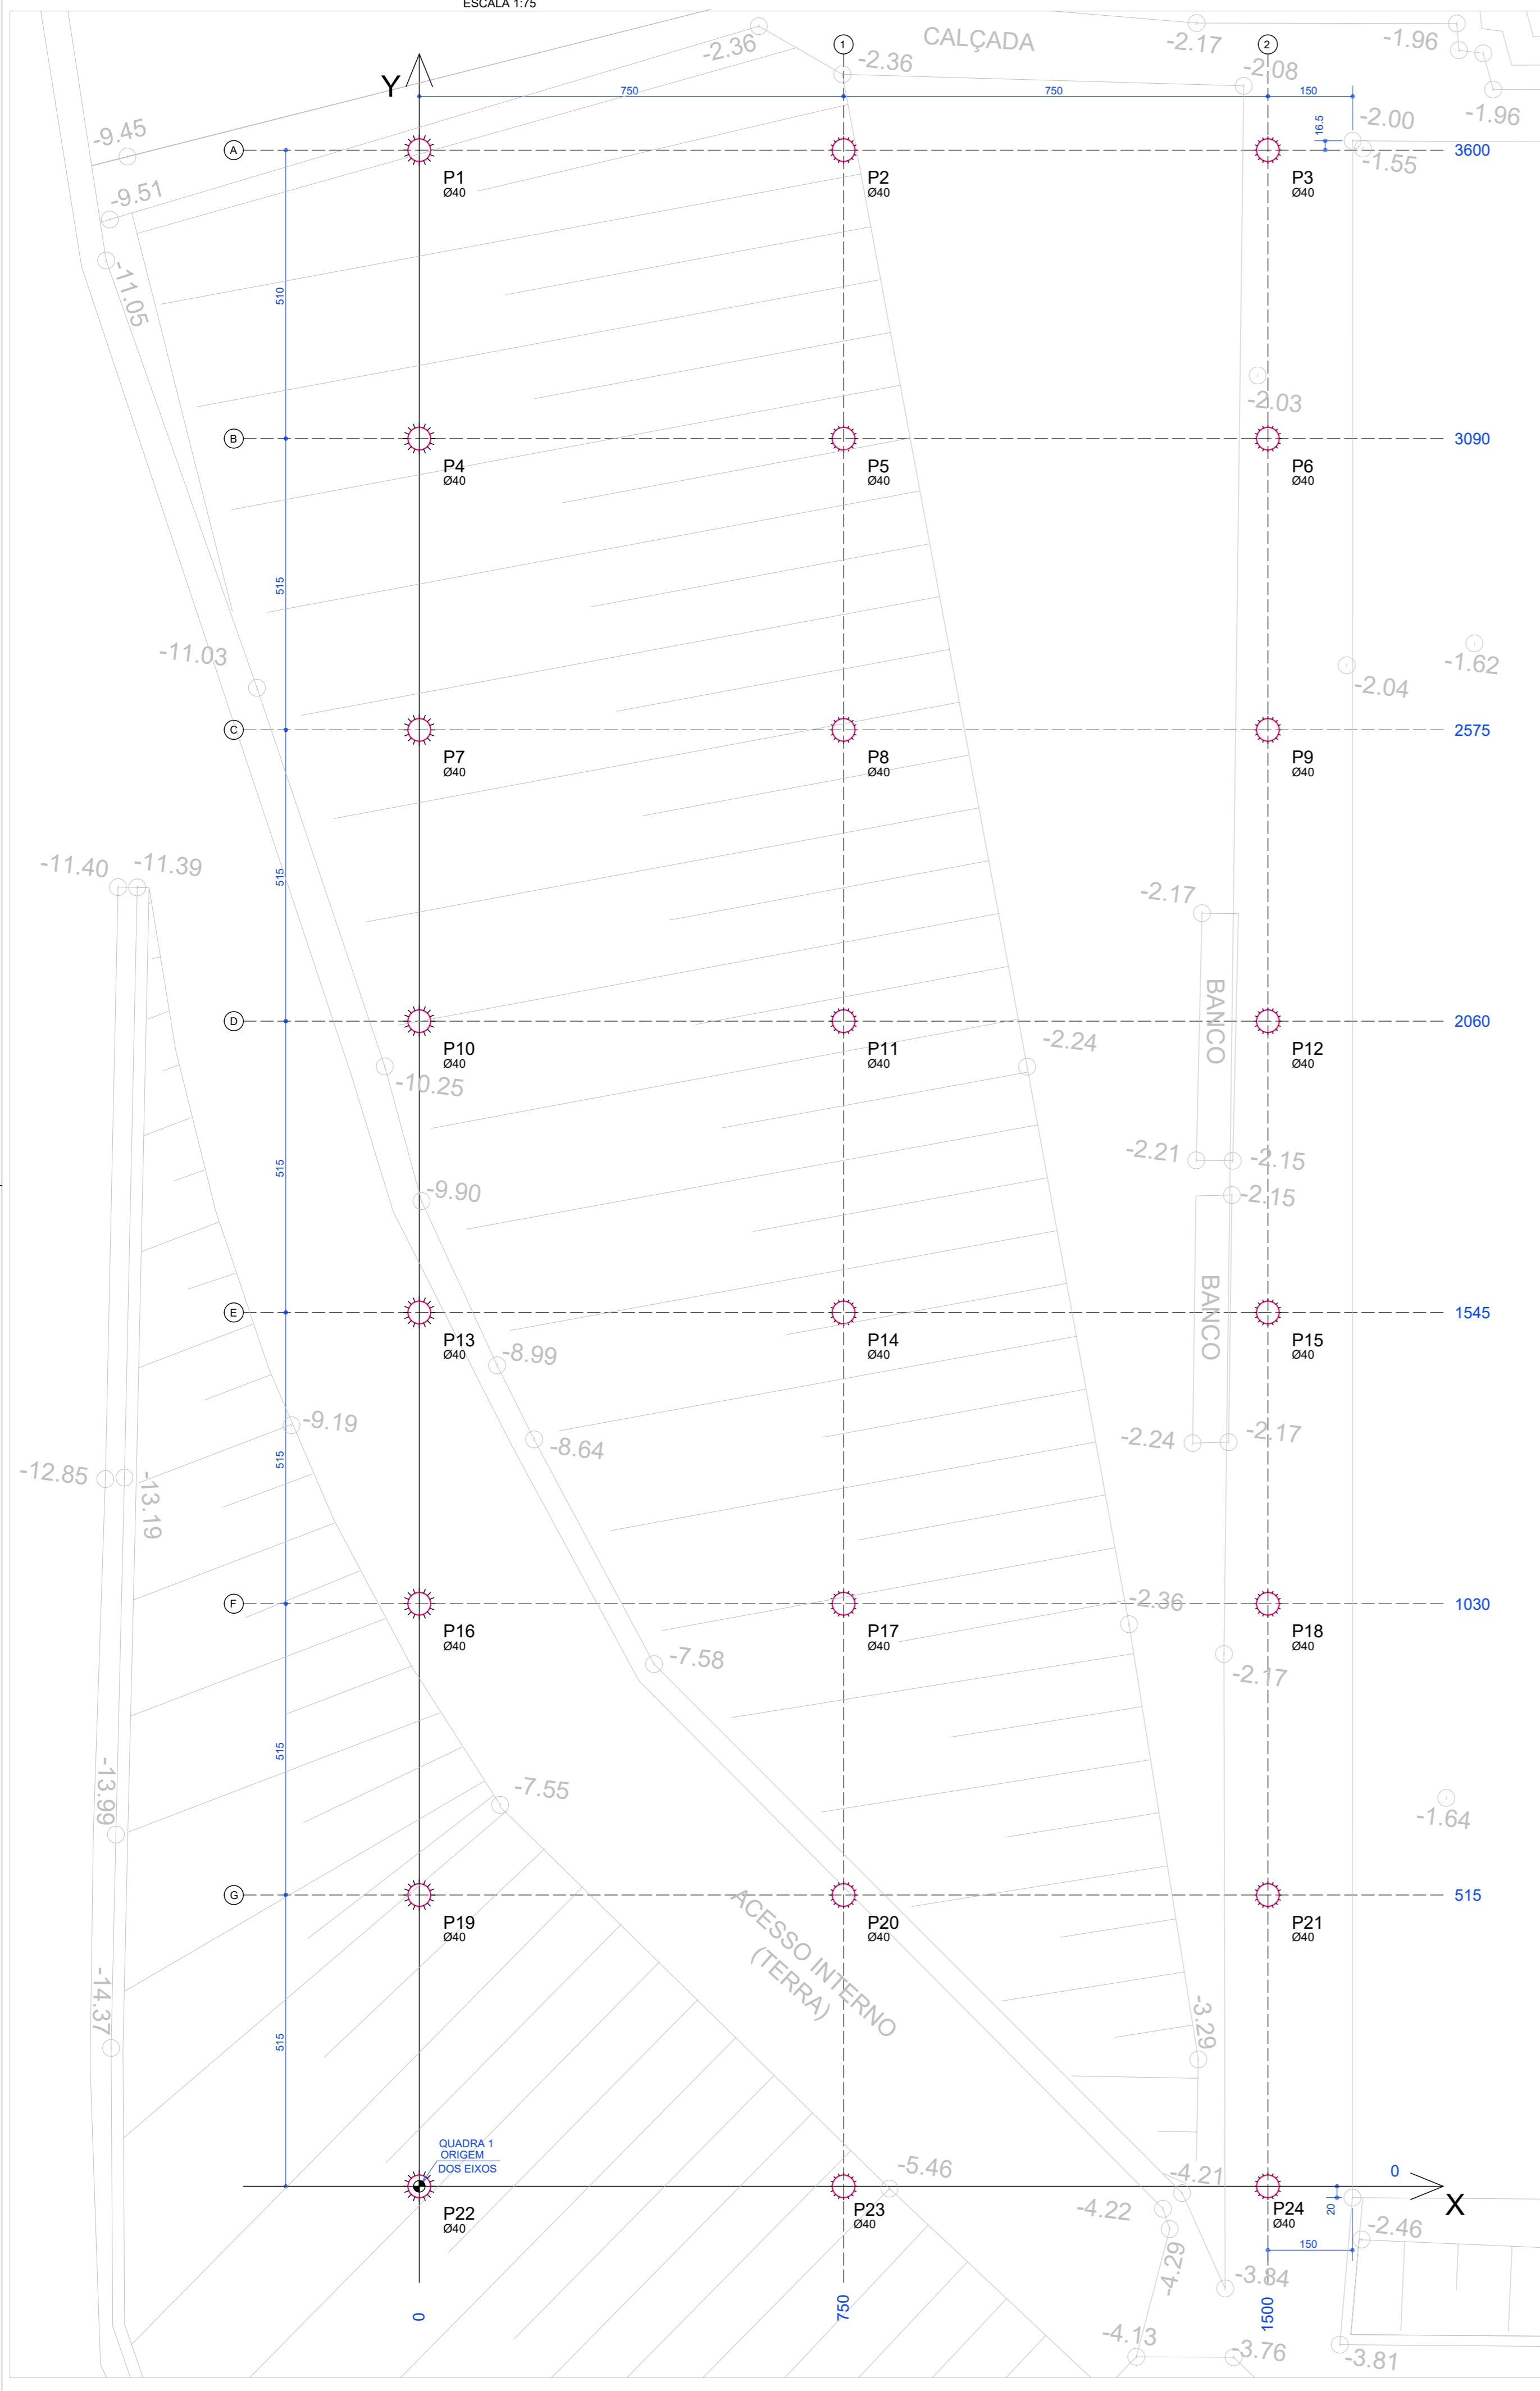 ESCALA 1:75
CALÇADA
-2.36
-2.36
-2.17
-1.96
-2.08
-1.96
1
2
Y
750
750
150
16.5
-2.00
-1.55
-9.45
-9.51
-11.05
A
P1
Ø40
P2
Ø40
P3
Ø40
3600
510
-2.03
B
P4
Ø40
P5
Ø40
P6
Ø40
3090
515
-11.03
-1.62
-2.04
C
P7
Ø40
P8
Ø40
P9
Ø40
2575
515
-11.40
-11.39
-2.17
BANCO
D
P10
Ø40
P11
Ø40
P12
Ø40
2060
-2.24
-10.25
515
-2.21
-2.15
-9.90
-2.15
BANCO
E
P13
Ø40
P14
Ø40
P15
Ø40
1545
-8.99
-9.19
-8.64
-2.24
-2.17
515
-12.85
-13.19
F
P16
Ø40
P17
Ø40
P18
Ø40
1030
-2.36
-7.58
-2.17
515
-13.99
-7.55
-1.64
G
P19
Ø40
P20
Ø40
P21
Ø40
515
ACESSO INTERNO
(TERRA)
-14.37
515
-3.29
QUADRA 1
ORIGEM
DOS EIXOS
-5.46
-4.21
0
X
P22
Ø40
P23
Ø40
P24
Ø40
-4.22
20
-2.46
-4.29
150
-3.84
0
750
1500
-4.13
-3.76
-3.81